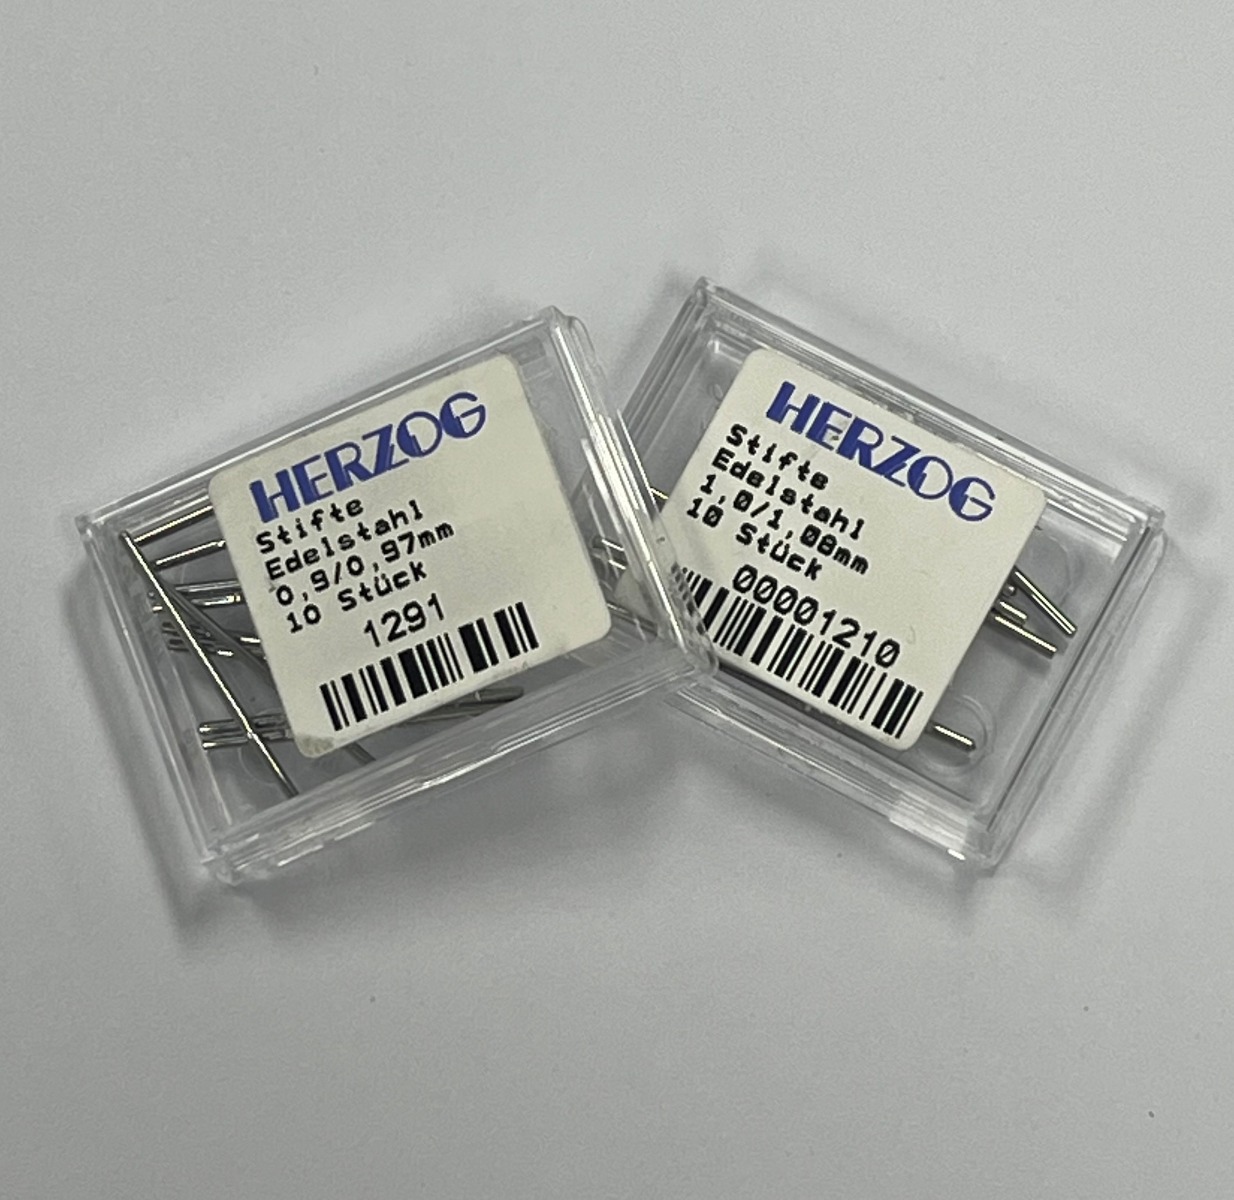 HERZOG
Stifte
Edelstahl
0,9/0,97mm
10 Stück
1291
HERZOG
Stifte
Edelstahl
1,0/1,08mm
10 Stück
00001210